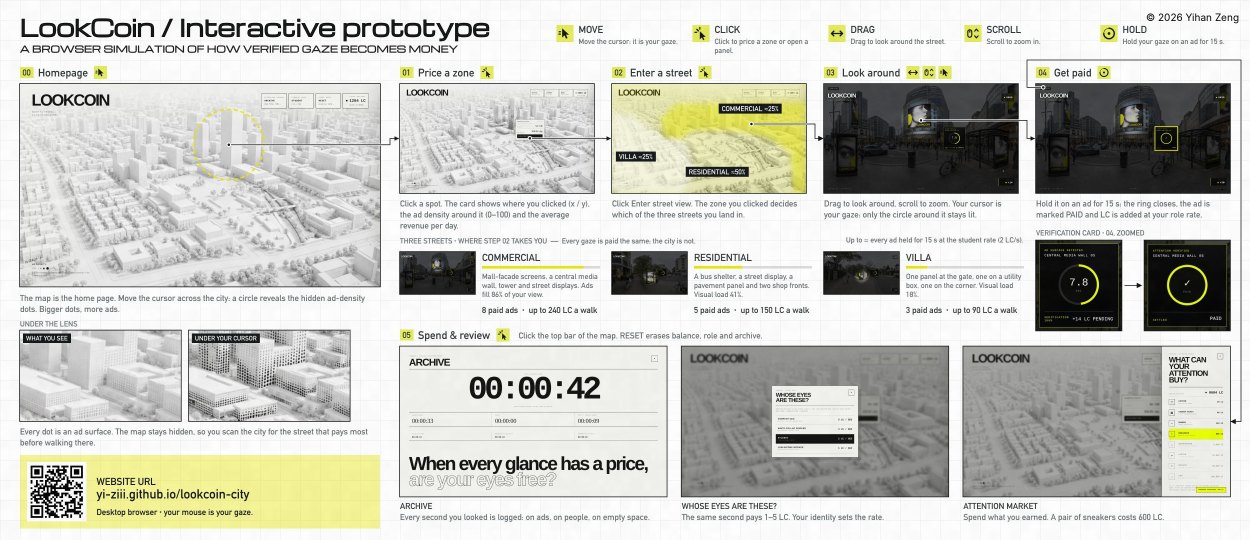 © 2026 Yihan Zeng
LookCoin / Interactive prototype
A BROWSER SIMULATION OF HOW VERIFIED GAZE BECOMES MONEY
MOVE
Move the cursor: it is your gaze.
CLICK
Click to price a zone or open a
panel.
DRAG
Drag to look around the street.
SCROLL
Scroll to zoom in.
HOLD
Hold your gaze on an ad for 15 s.
00 Homepage
LOOKCOIN
The map is the home page. Move the cursor across the city: a circle reveals the hidden ad-density
dots. Bigger dots, more ads.
UNDER THE LENS
WHAT YOU SEE
UNDER YOUR CURSOR
Every dot is an ad surface. The map stays hidden, so you scan the city for the street that pays most
before walking there.
WEBSITE URL
yi-ziii.github.io/lookcoin-city
Desktop browser · your mouse is your gaze.
01 Price a zone
LOOKCOIN
Click a spot. The card shows where you clicked (x / y),
the ad density around it (0–100) and the average
revenue per day.
02 Enter a street
LOOKCOIN
COMMERCIAL ≈25%
VILLA ≈25%
RESIDENTIAL ≈50%
Click Enter street view. The zone you clicked decides
which of the three streets you land in.
03 Look around
LOOKCOIN
Drag to look around, scroll to zoom. Your cursor is
your gaze: only the circle around it stays lit.
04 Get paid
LOOKCOIN
Hold it on an ad for 15 s: the ring closes, the ad is
marked PAID and LC is added at your role rate.
THREE STREETS · WHERE STEP 02 TAKES YOU — Every gaze is paid the same; the city is not.
Up to = every ad held for 15 s at the student rate (2 LC/s).
COMMERCIAL
Mall-facade screens, a central media
wall, tower and street displays. Ads
fill 86% of your view.
8 paid ads · up to 240 LC a walk
RESIDENTIAL
A bus shelter, a street display, a
pavement panel and two shop fronts.
Visual load 41%.
5 paid ads · up to 150 LC a walk
VILLA
One panel at the gate, one on a utility
box, one on the corner. Visual load
18%.
3 paid ads · up to 90 LC a walk
VERIFICATION CARD · 04, ZOOMED
CENTRAL MEDIA WALL 05
7.8
+14 LC PENDING
CENTRAL MEDIA WALL 05
✓
PAID
05 Spend & review
Click the top bar of the map. RESET erases balance, role and archive.
ARCHIVE
00:00:42
00:00:33
00:00:00
00:00:09
When every glance has a price,
are your eyes free?
ARCHIVE
Every second you looked is logged: on ads, on people, on empty space.
LOOKCOIN
WHOSE EYES
ARE THESE?
WHOSE EYES ARE THESE?
The same second pays 1–5 LC. Your identity sets the rate.
LOOKCOIN
WHAT CAN
YOUR
ATTENTION
BUY?
ATTENTION MARKET
Spend what you earned. A pair of sneakers costs 600 LC.